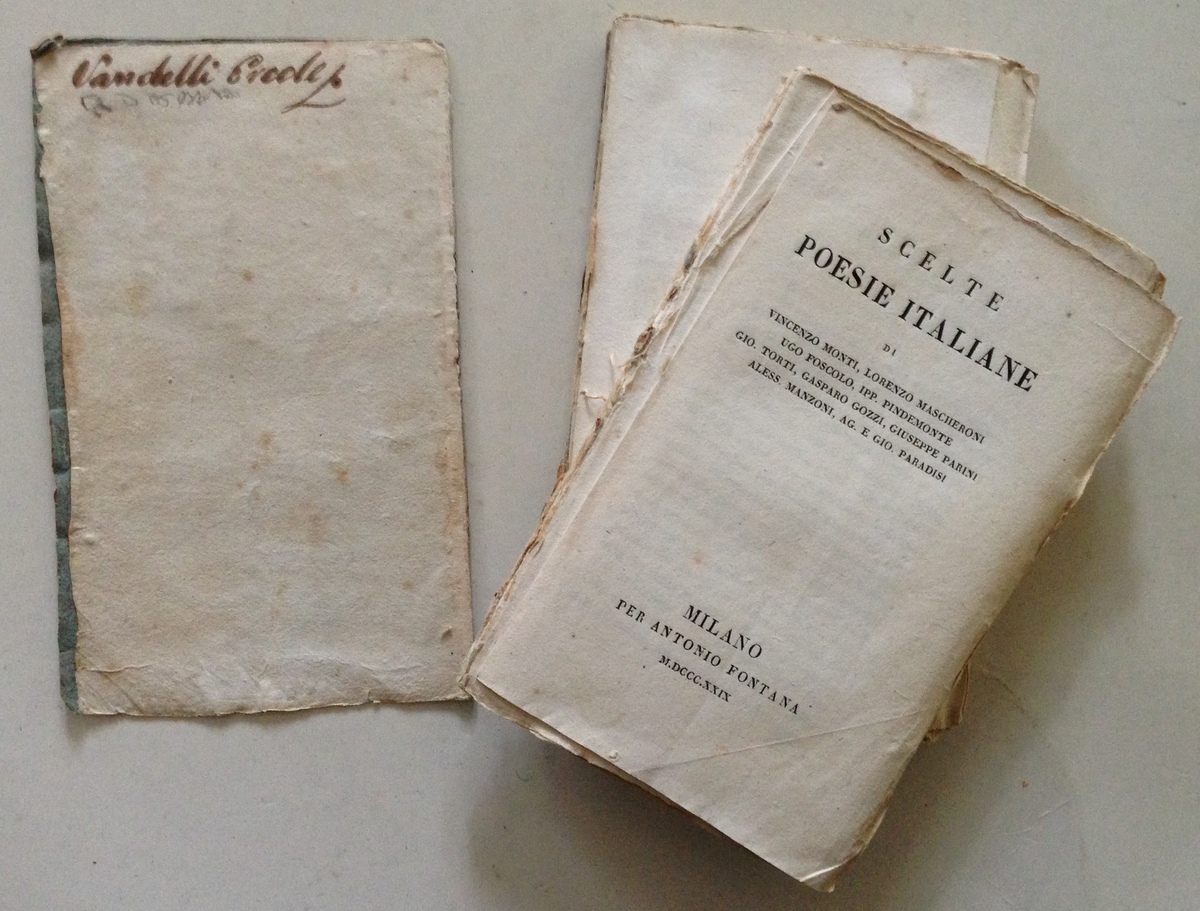 Vandelli Ercole
SCELTE
POESIE ITALIANE
DI
VINCENZO MONTI, LORENZO MASCHERONI
UGO FOSCOLO, IPP. PINDEMONTE
GIO. TORTI, GASPARO GOZZI, GIUSEPPE PARINI
ALESS. MANZONI, AG. E GIO. PARADISI
MILANO
PER ANTONIO FONTANA
M.DCCC.XXIX